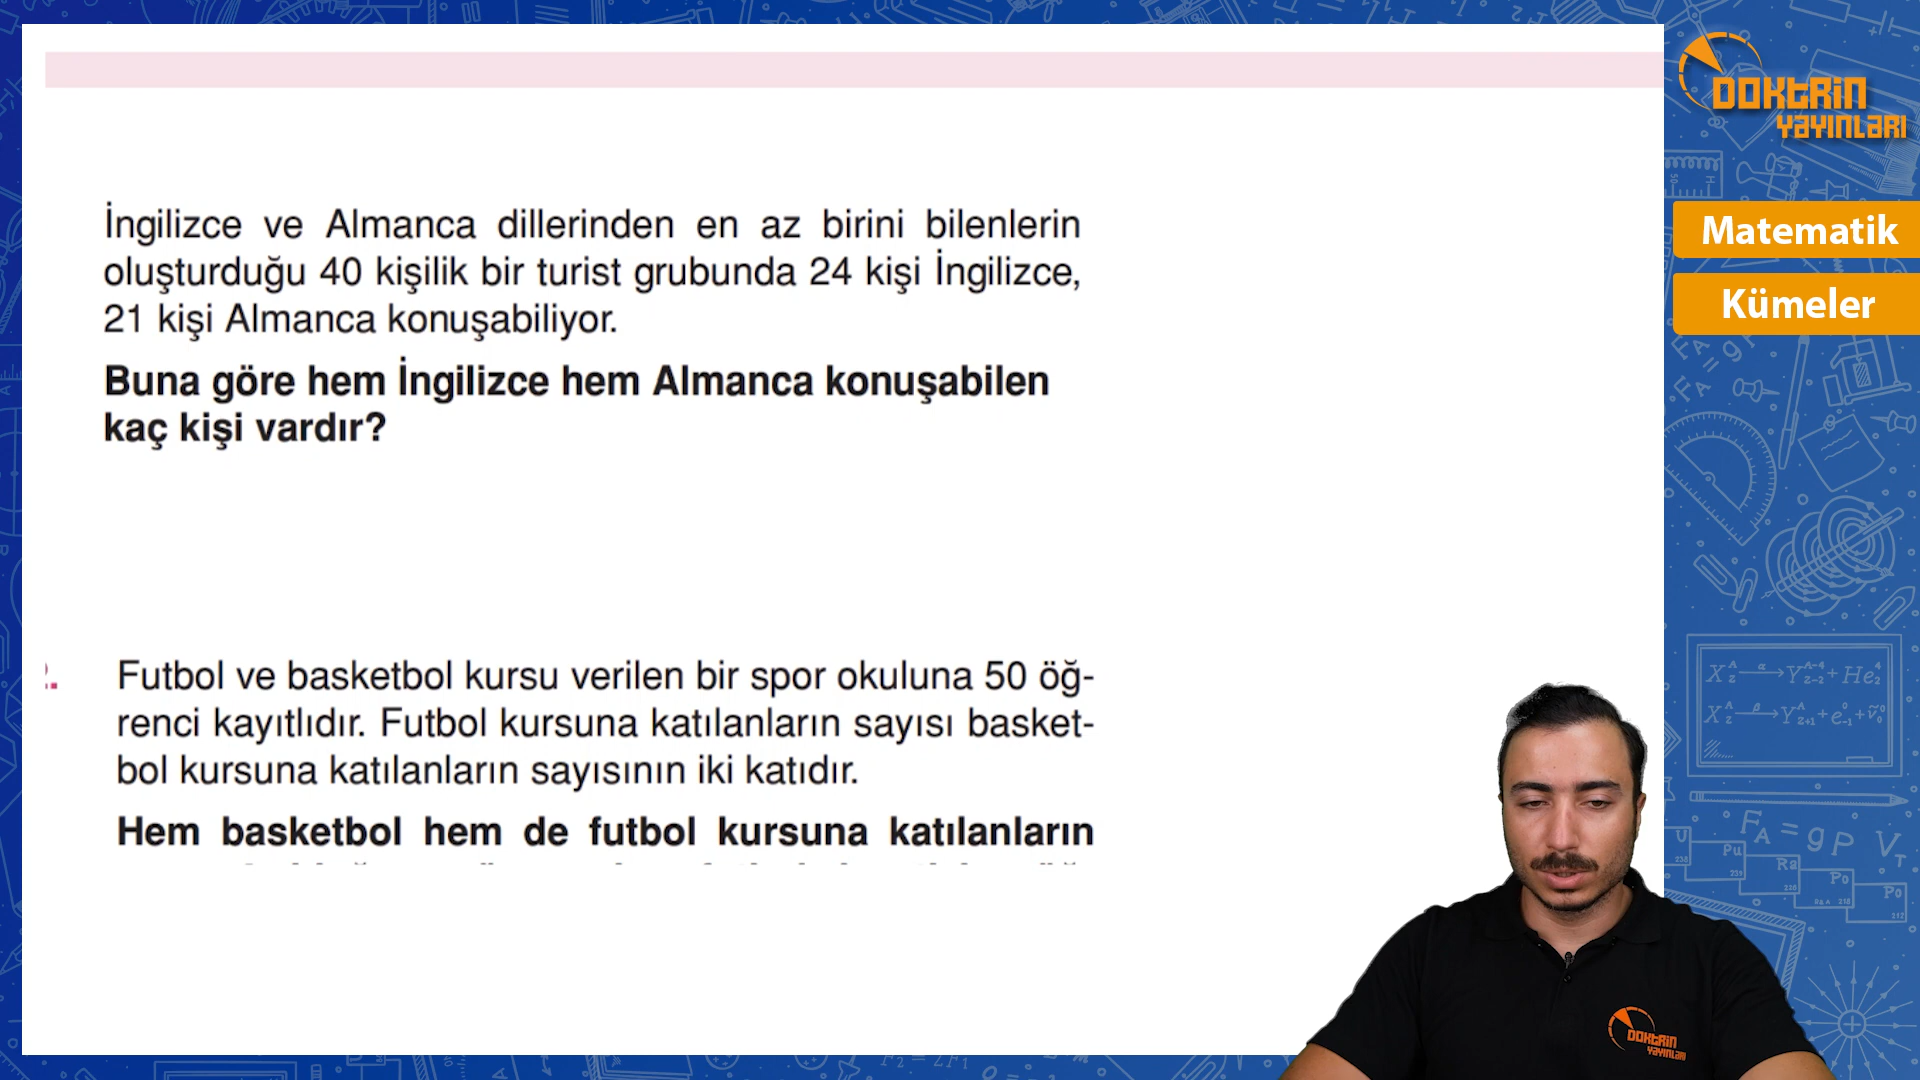 DOKtRiN
YAYINLARI
Matematik
Kümeler
İngilizce ve Almanca dillerinden en az birini bilenlerin
oluşturduğu 40 kişilik bir turist grubunda 24 kişi İngilizce,
21 kişi Almanca konuşabiliyor.
Buna göre hem İngilizce hem Almanca konuşabilen
kaç kişi vardır?
Futbol ve basketbol kursu verilen bir spor okuluna 50 öğ-
renci kayıtlıdır. Futbol kursuna katılanların sayısı basket-
bol kursuna katılanların sayısının iki katıdır.
Hem basketbol hem de futbol kursuna katılanların
DOKtRiN
YAYINLARI